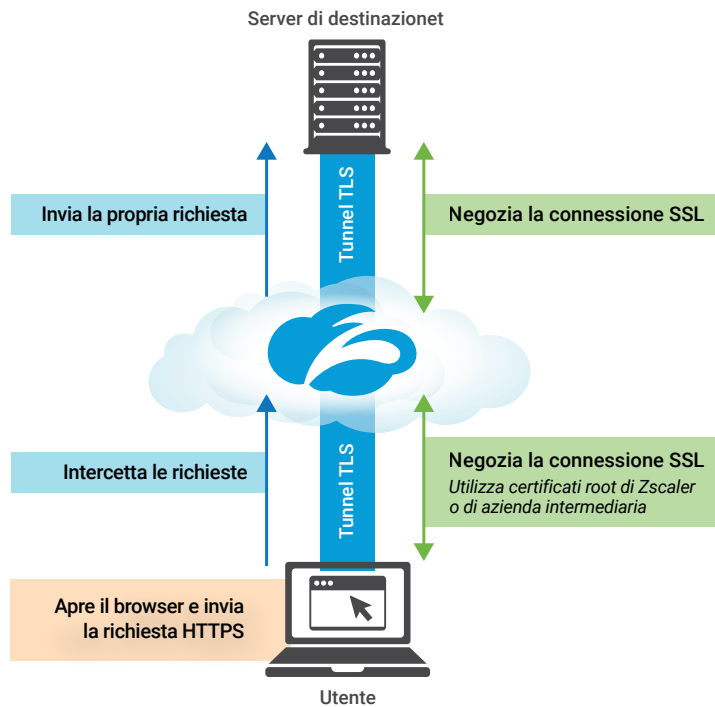 Server di destinazionet
Tunnel TLS
Invia la propria richiesta
Negozia la connessione SSL
Tunnel TLS
Intercetta le richieste
Negozia la connessione SSL
Utilizza certificati root di Zscaler
o di azienda intermediaria
Apre il browser e invia
la richiesta HTTPS
Utente